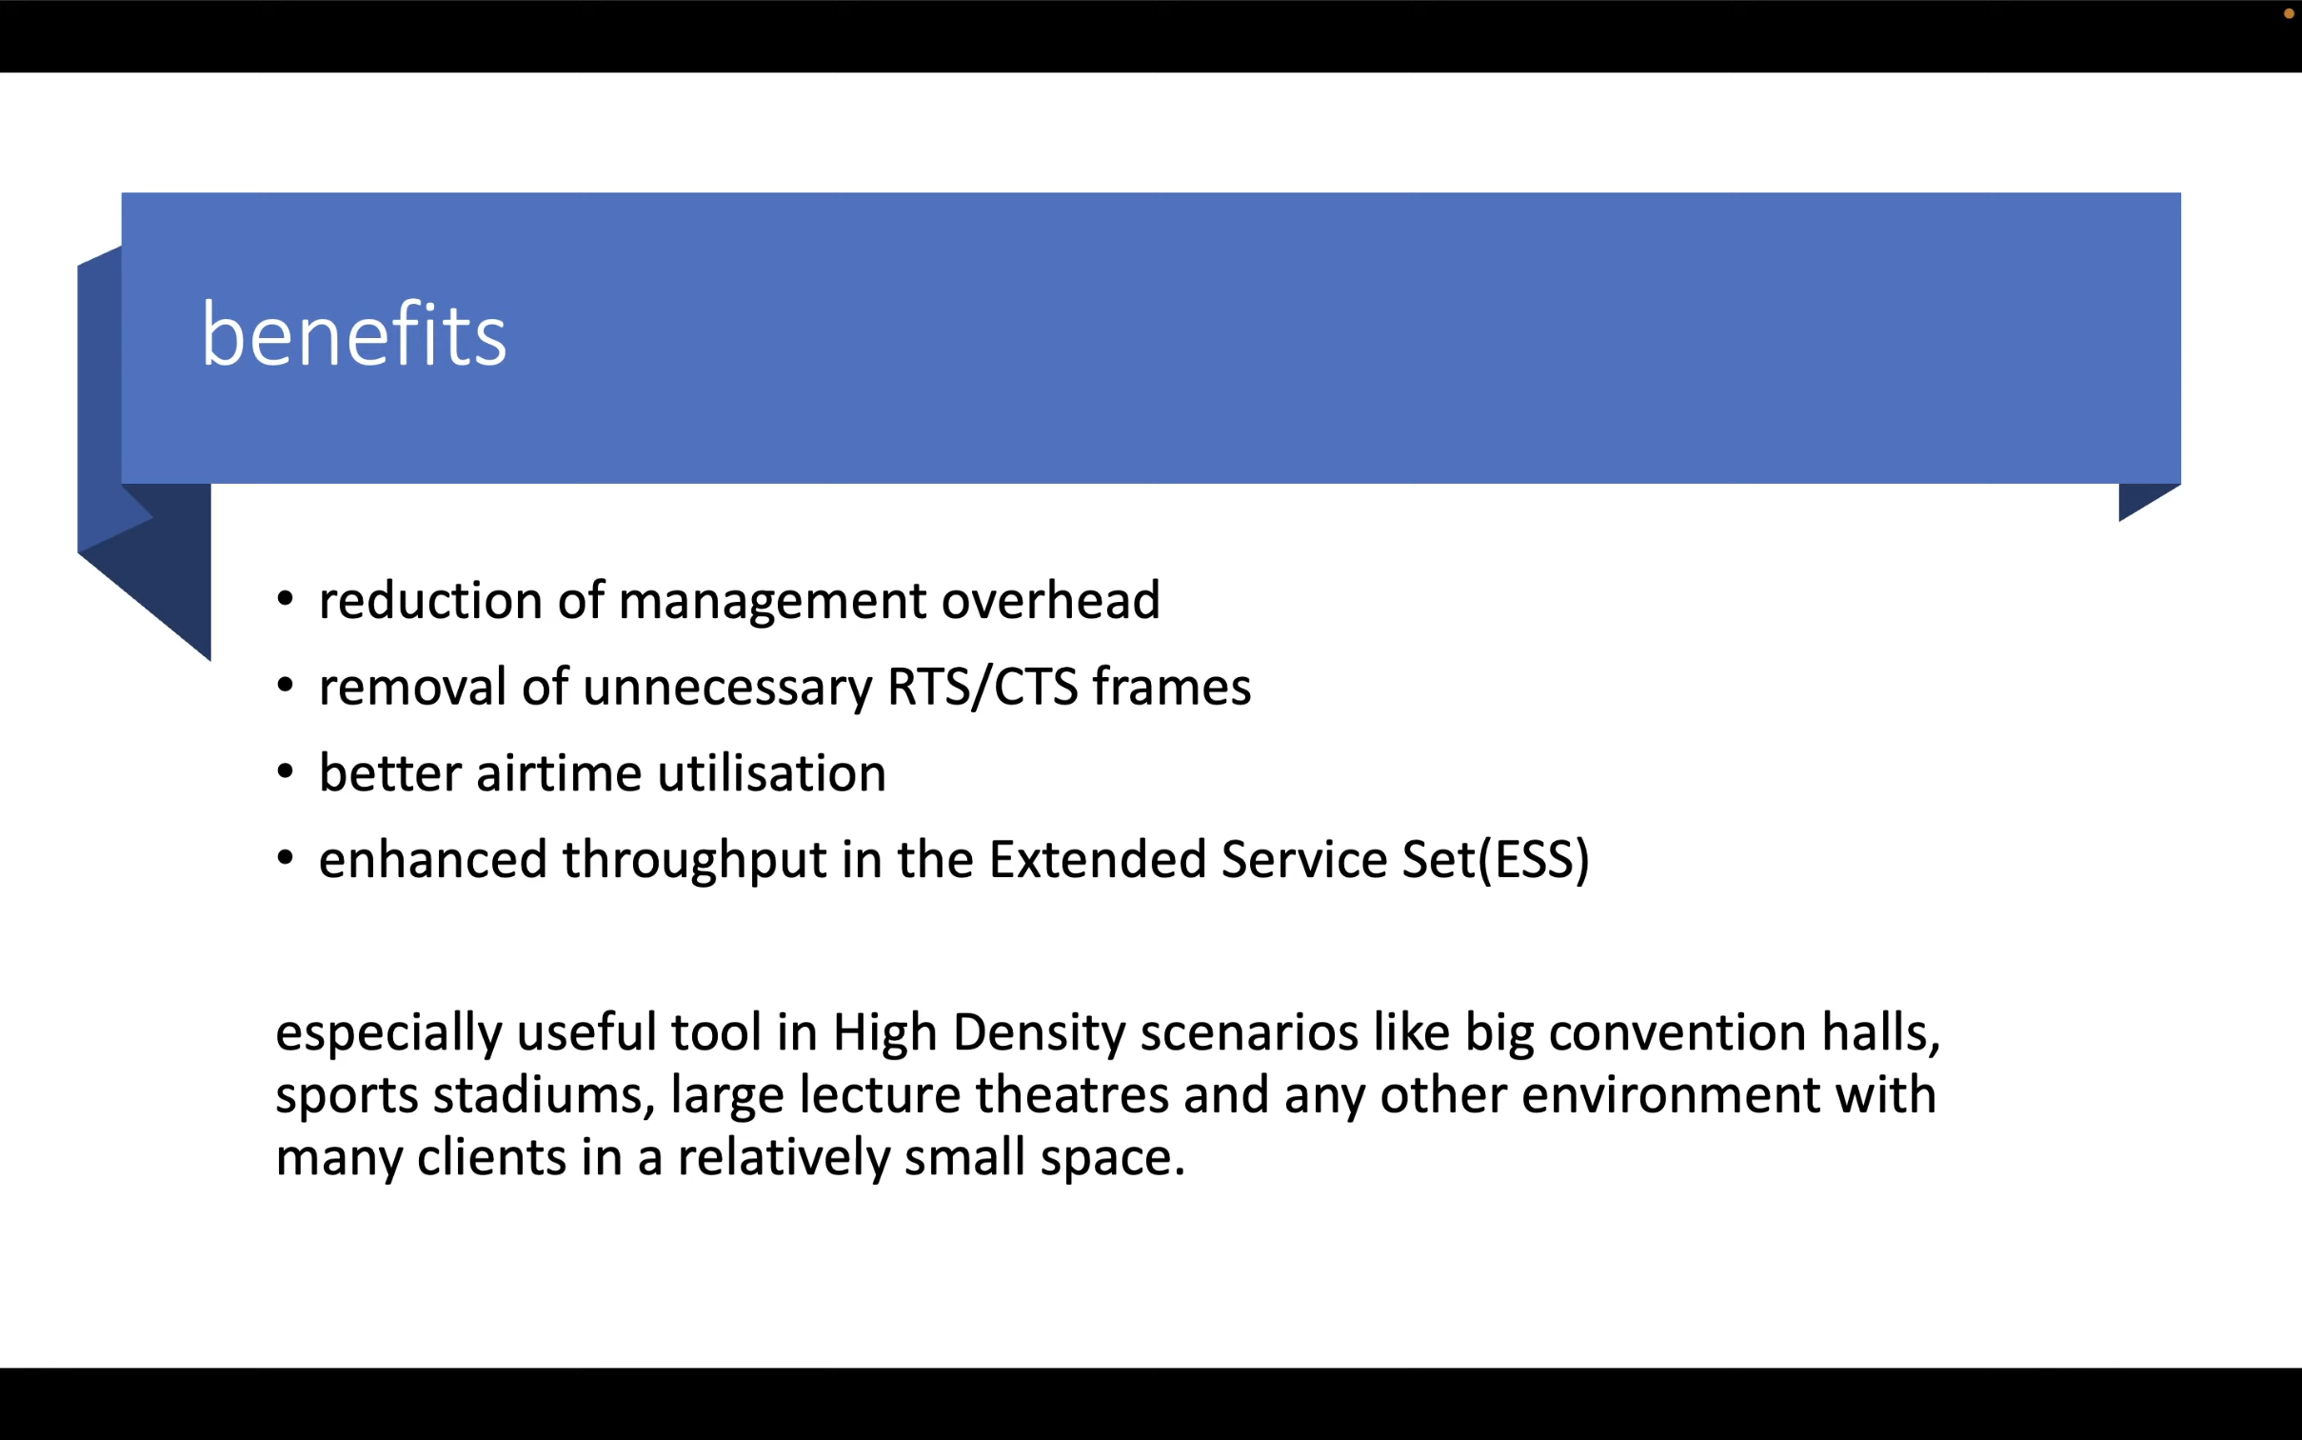 benefits
• reduction of management overhead
• removal of unnecessary RTS/CTS frames
• better airtime utilisation
• enhanced throughput in the Extended Service Set(ESS)
especially useful tool in High Density scenarios like big convention halls,
sports stadiums, large lecture theatres and any other environment with
many clients in a relatively small space.